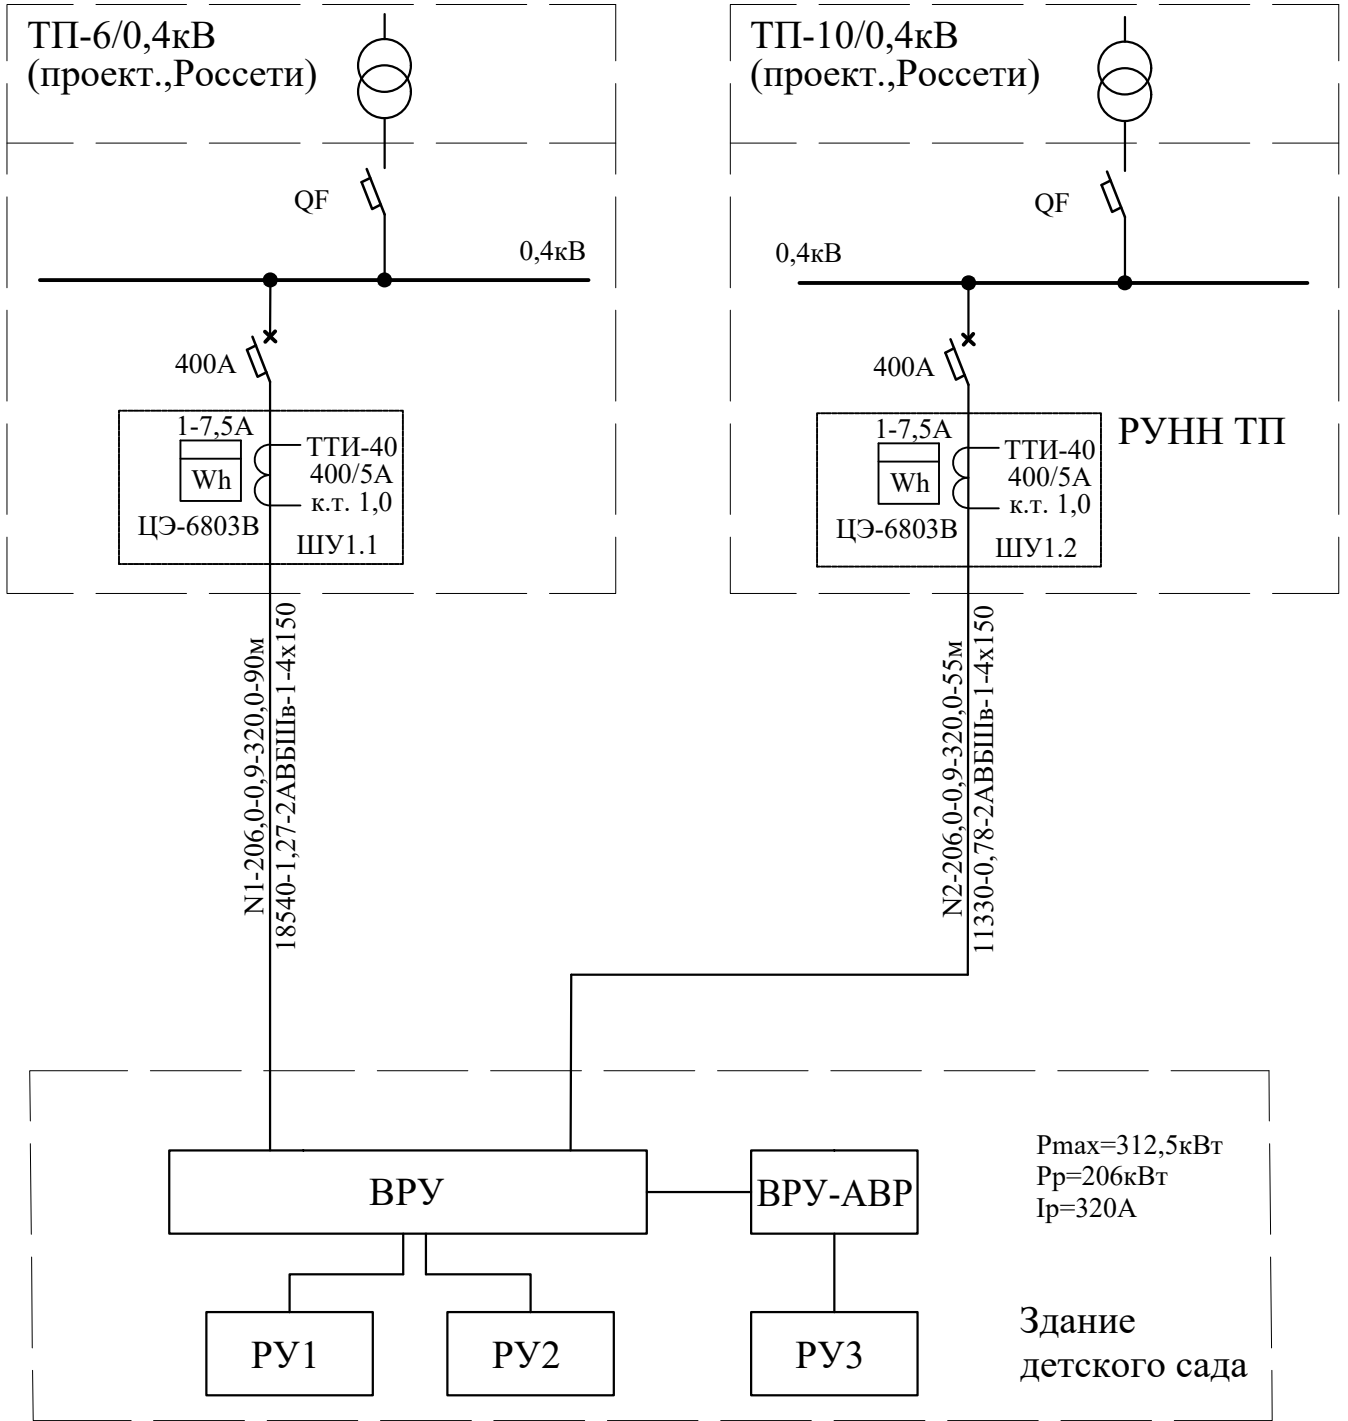 ТП-6/0,4кВ
(проект.,Россети)
QF
0,4кВ
400А
1-7,5А
Wh
ТТИ-40
400/5А
к.т. 1,0
ЦЭ-6803В
ШУ1.1
N1-206,0-0,9-320,0-90м
18540-1,27-2АВБШв-1-4х150
ТП-10/0,4кВ
(проект.,Россети)
QF
0,4кВ
400А
1-7,5А
Wh
ТТИ-40
400/5А
к.т. 1,0
ЦЭ-6803В
ШУ1.2
РУНН ТП
N2-206,0-0,9-320,0-55м
11330-0,78-2АВБШв-1-4х150
ВРУ
ВРУ-АВР
РУ1
РУ2
РУ3
Pmax=312,5кВт
Рр=206кВт
Iр=320А
Здание
детского сада